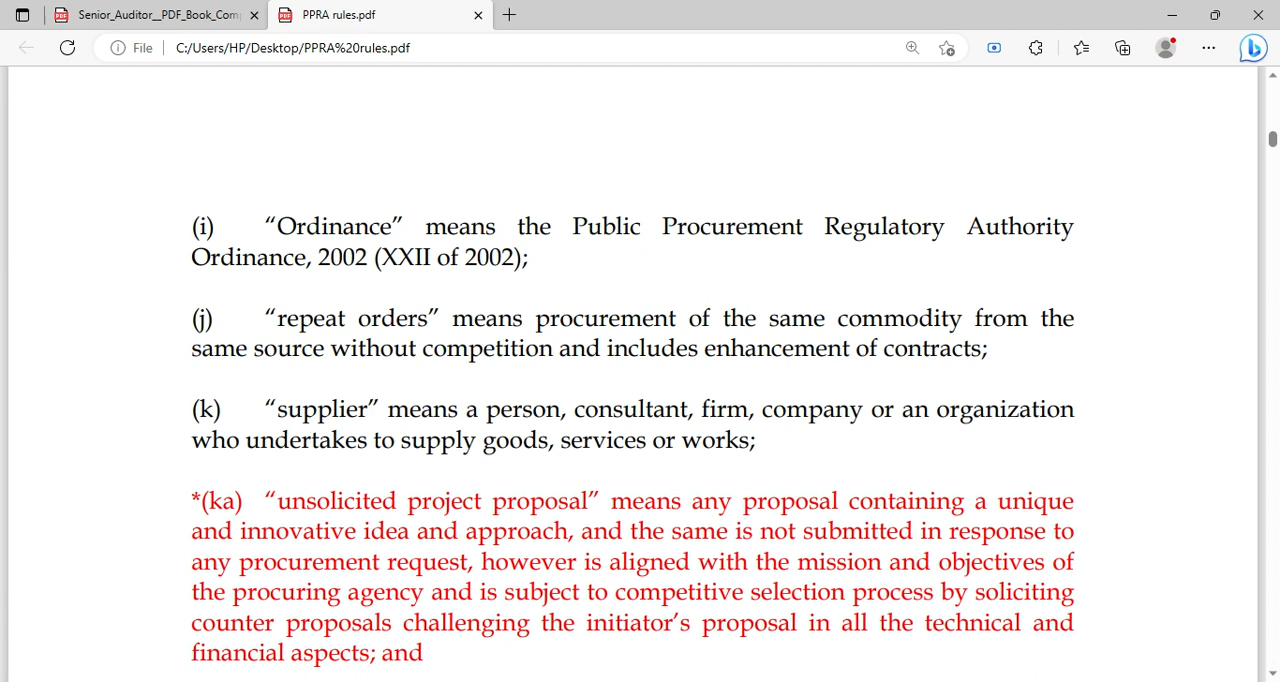 Senior_Auditor__PDF_Book_Com
PPRA rules.pdf
File
C:/Users/HP/Desktop/PPRA%20rules.pdf
(i) “Ordinance” means the Public Procurement Regulatory Authority
Ordinance, 2002 (XXII of 2002);
(j) “repeat orders” means procurement of the same commodity from the
same source without competition and includes enhancement of contracts;
(k) “supplier” means a person, consultant, firm, company or an organization
who undertakes to supply goods, services or works;
*(ka) “unsolicited project proposal” means any proposal containing a unique
and innovative idea and approach, and the same is not submitted in response to
any procurement request, however is aligned with the mission and objectives of
the procuring agency and is subject to competitive selection process by soliciting
counter proposals challenging the initiator’s proposal in all the technical and
financial aspects; and